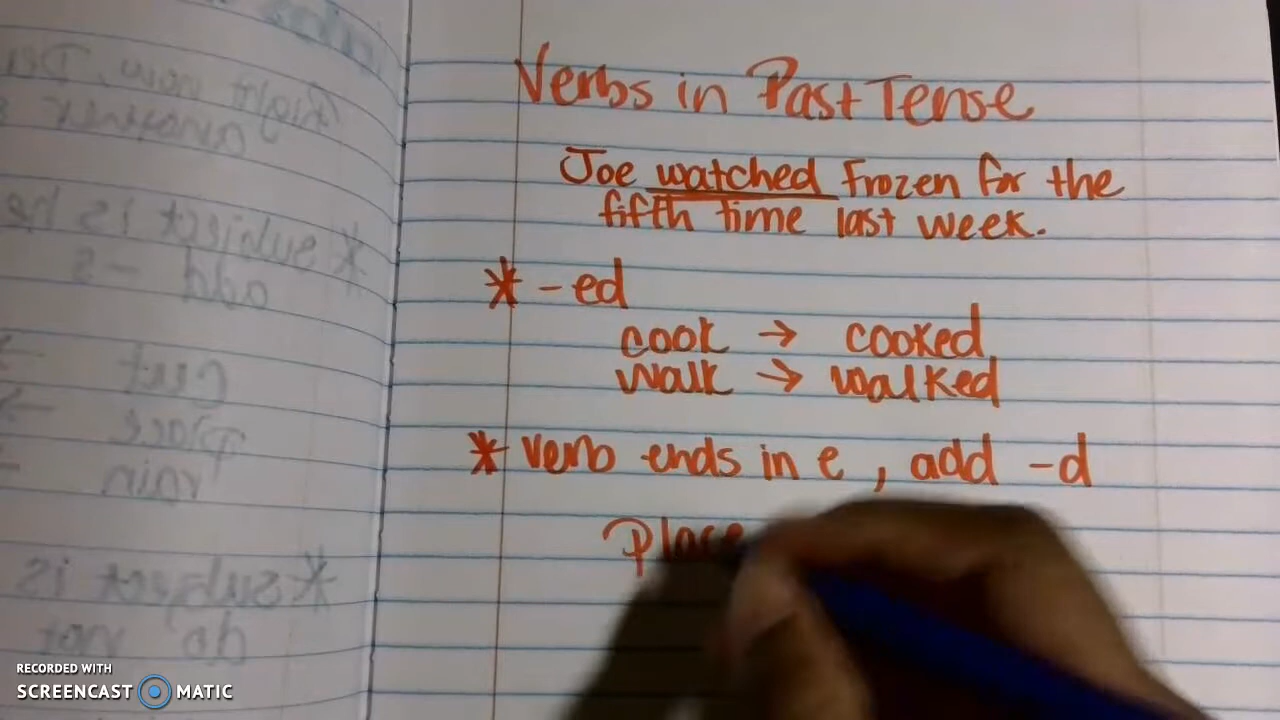 Verbs in Past Tense
Joe watched Frozen for the
fifth time last week.
* -ed
cook → cooked
walk → walked
* verb ends in e, add -d
Place
RECORDED WITH
SCREENCAST MATIC